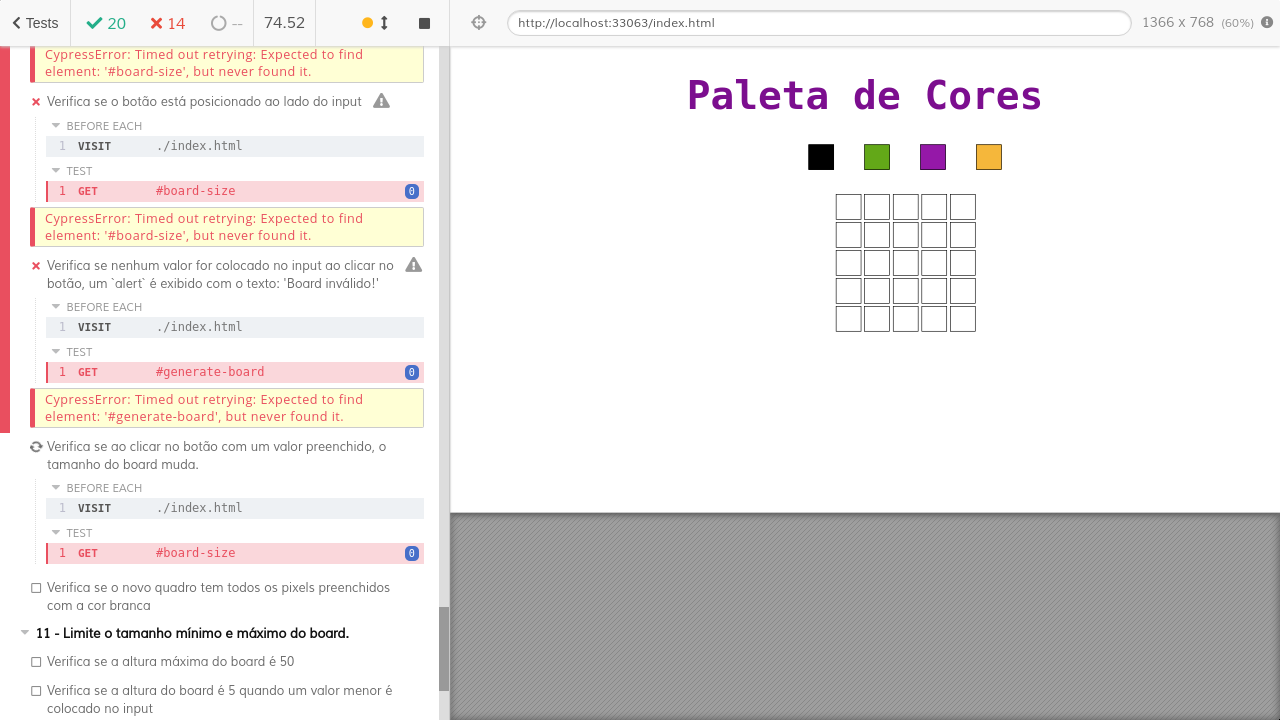 Tests 20 14 -- 74.52
http://localhost:33063/index.html 1366 x 768 (60%)
CypressError: Timed out retrying: Expected to find
element: '#board-size', but never found it.
Verifica se o botão está posicionado ao lado do input
BEFORE EACH
1 VISIT ./index.html
TEST
1 GET #board-size 0
CypressError: Timed out retrying: Expected to find
element: '#board-size', but never found it.
Verifica se nenhum valor for colocado no input ao clicar no
botão, um `alert` é exibido com o texto: 'Board inválido!'
BEFORE EACH
1 VISIT ./index.html
TEST
1 GET #generate-board 0
CypressError: Timed out retrying: Expected to find
element: '#generate-board', but never found it.
Verifica se ao clicar no botão com um valor preenchido, o
tamanho do board muda.
BEFORE EACH
1 VISIT ./index.html
TEST
1 GET #board-size 0
Verifica se o novo quadro tem todos os pixels preenchidos
com a cor branca
11 - Limite o tamanho mínimo e máximo do board.
Verifica se a altura máxima do board é 50
Verifica se a altura do board é 5 quando um valor menor é
colocado no input
Paleta de Cores